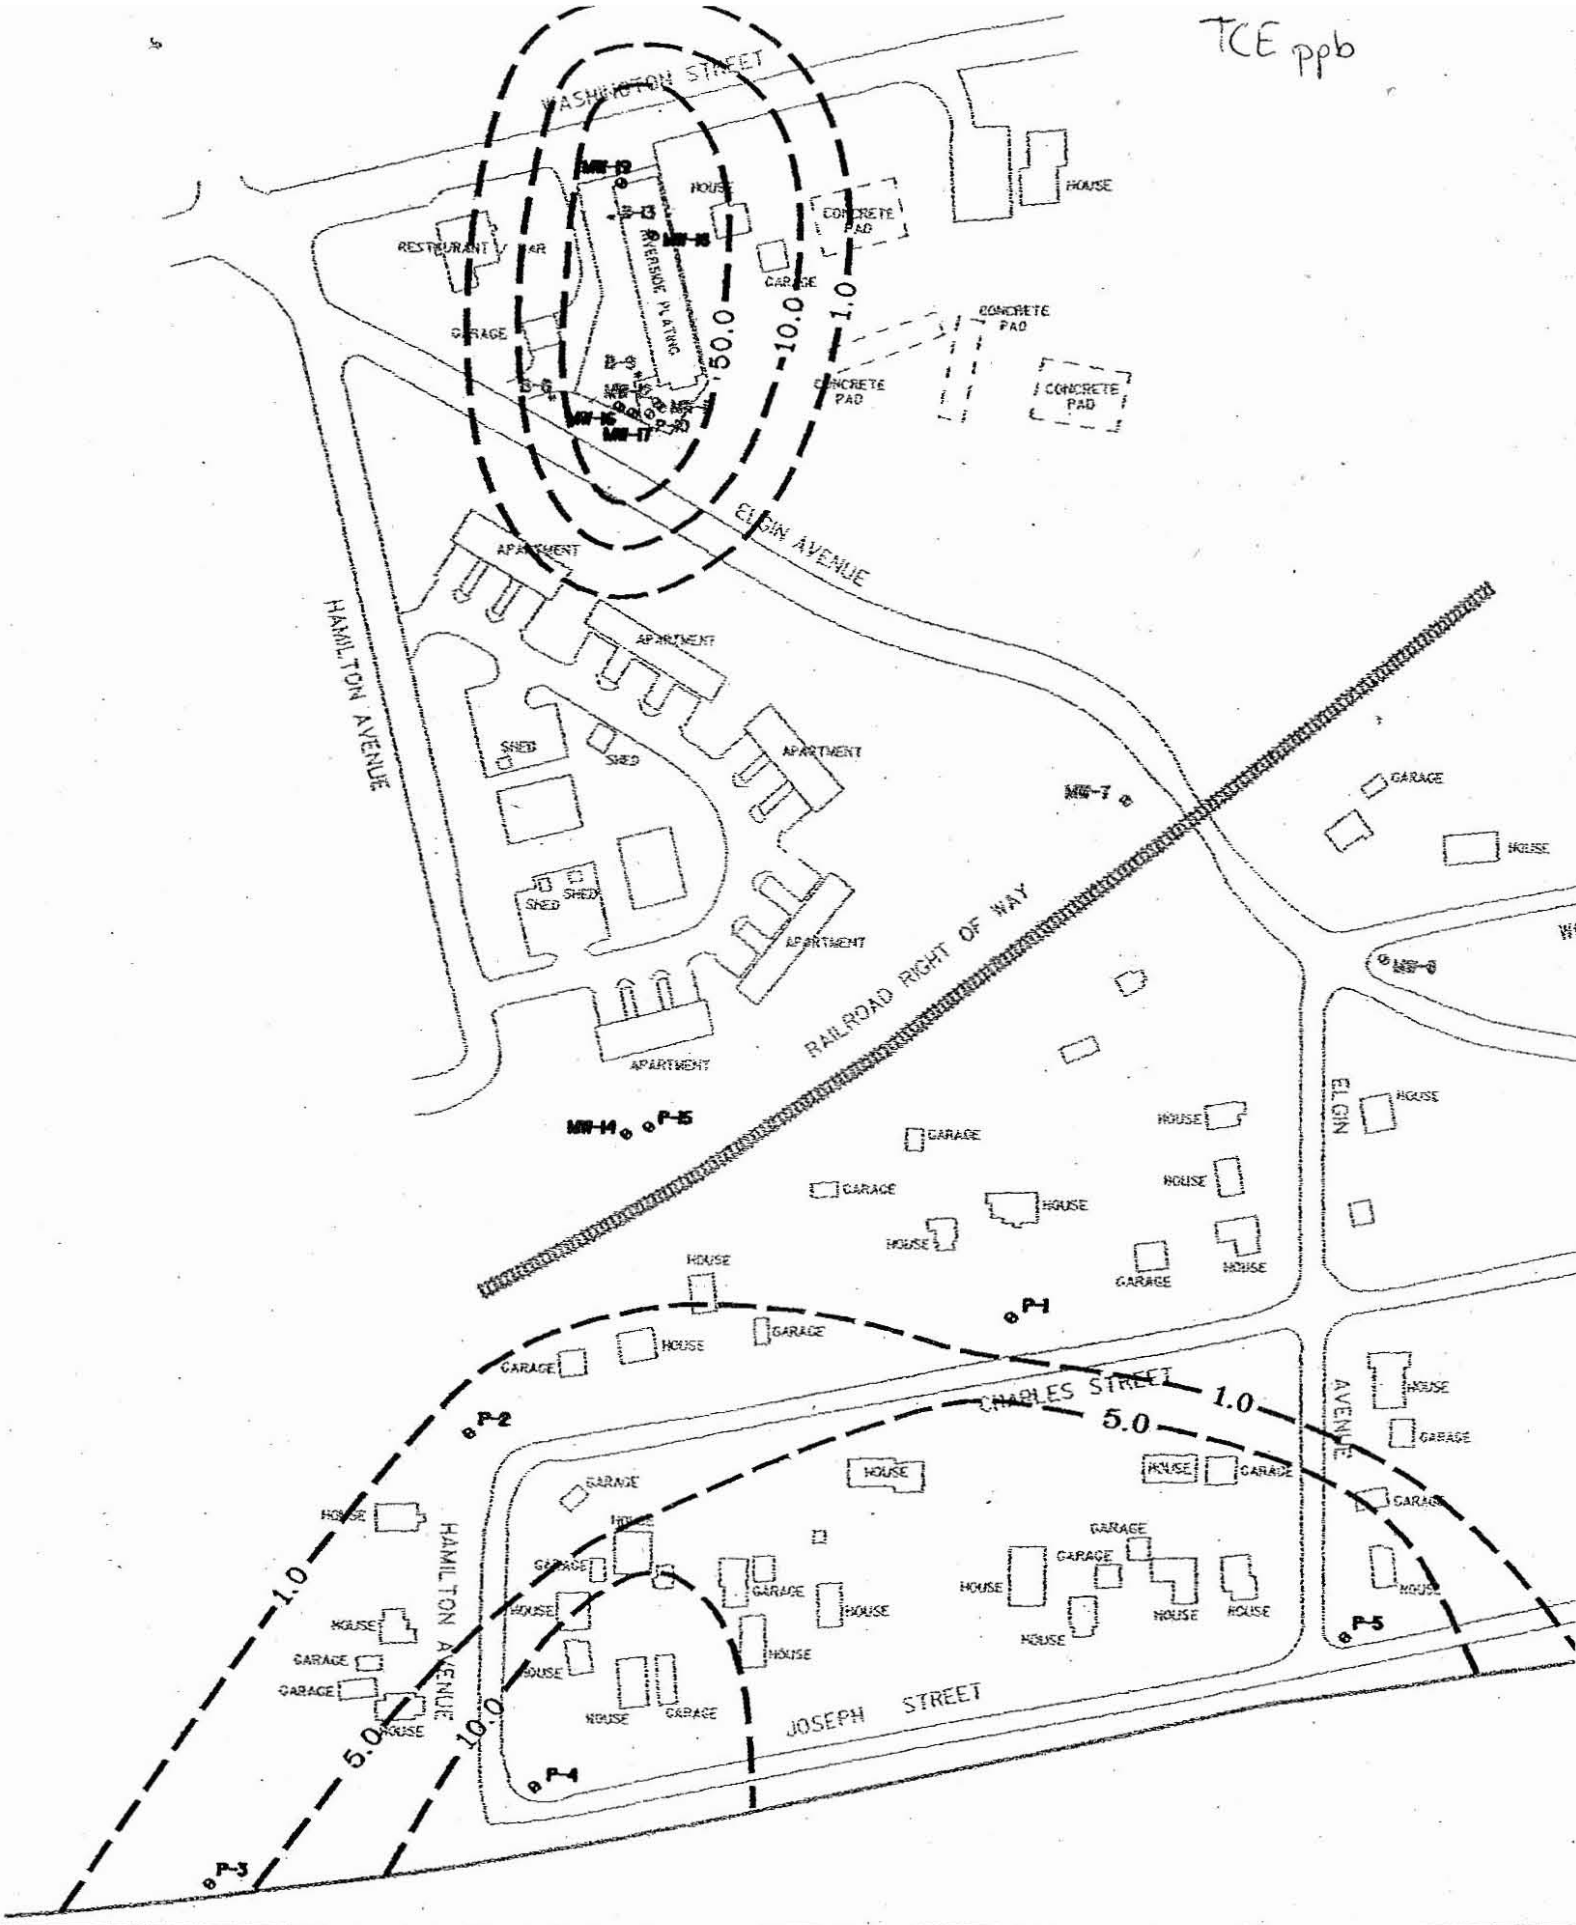 TCE ppb
WASHINGTON STREET
MW-19
HOUSE
HOUSE
B-13
CONCRETE
PAD
MW-18
RESTAURANT / BAR
RIVERSIDE PLATING
GARAGE
50.0
10.0
1.0
CONCRETE
PAD
GARAGE
B-9
B-6
CONCRETE
PAD
CONCRETE
PAD
MW-16
MW-17
P-10
ELGIN AVENUE
APARTMENT
HAMILTON AVENUE
APARTMENT
SHED
SHED
APARTMENT
MW-7
GARAGE
HOUSE
SHED
SHED
RAILROAD RIGHT OF WAY
APARTMENT
MW-8
APARTMENT
ELGIN
HOUSE
MW-14
P-15
GARAGE
HOUSE
GARAGE
HOUSE
HOUSE
HOUSE
HOUSE
GARAGE
HOUSE
P-1
GARAGE
HOUSE
GARAGE
CHARLES STREET
1.0
5.0
AVENUE
HOUSE
GARAGE
P-2
HOUSE
HOUSE
GARAGE
GARAGE
GARAGE
HOUSE
HOUSE
HAMILTON AVENUE
GARAGE
GARAGE
GARAGE
1.0
HOUSE
GARAGE
HOUSE
HOUSE
HOUSE
HOUSE
HOUSE
HOUSE
P-5
HOUSE
GARAGE
GARAGE
HOUSE
HOUSE
HOUSE
HOUSE
GARAGE
JOSEPH STREET
5.0
10.0
P-4
P-3